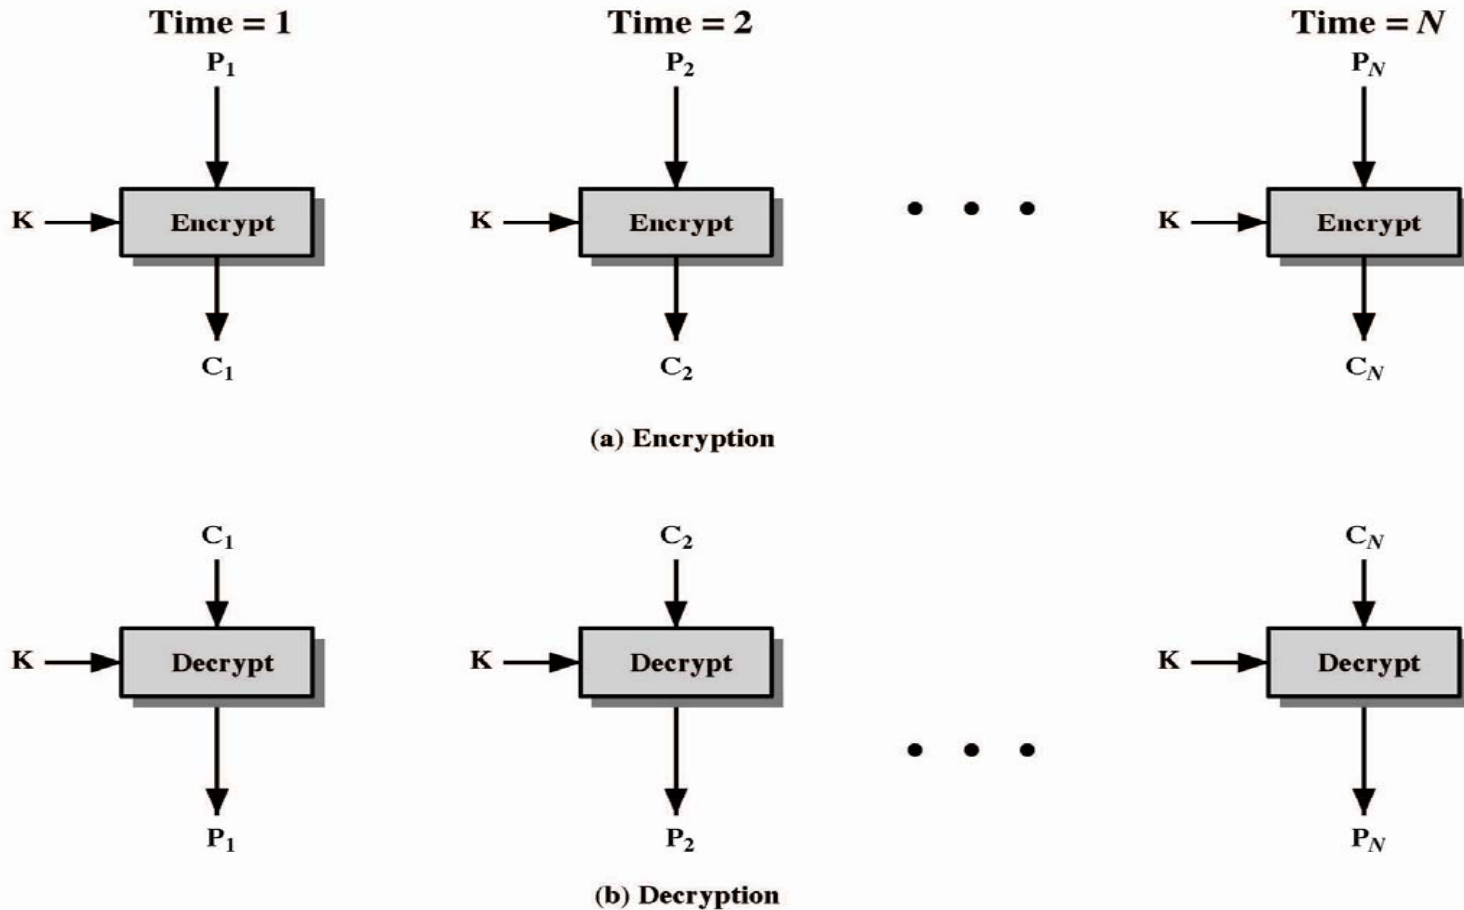 Time = 1 Time = 2 Time = N
P1 P2 PN
K Encrypt K Encrypt K Encrypt
C1 C2 CN
(a) Encryption
C1 C2 CN
K Decrypt K Decrypt K Decrypt
P1 P2 PN
(b) Decryption